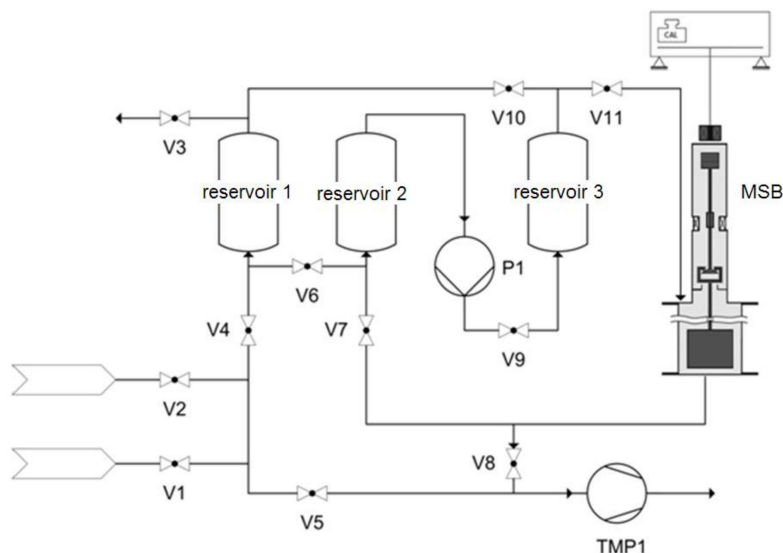 CAL
V10
V11
V3
reservoir 1
reservoir 2
reservoir 3
MSB
P1
V6
V4
V7
V9
V2
V8
V1
V5
TMP1